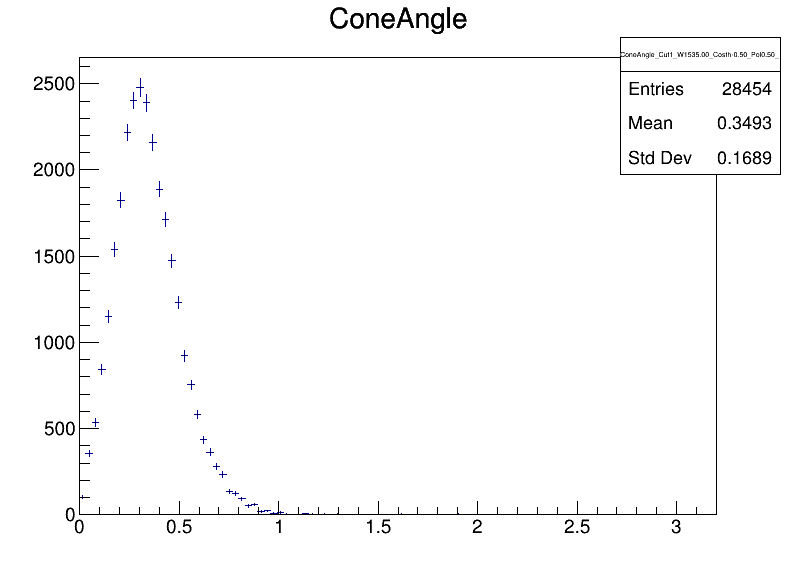 ConeAngle
ConeAngle_Cut1_W1535.00_Costh-0.50_Pol0.50_
Entries 28454
Mean 0.3493
Std Dev 0.1689
2500
2000
1500
1000
500
0
0 0.5 1 1.5 2 2.5 3